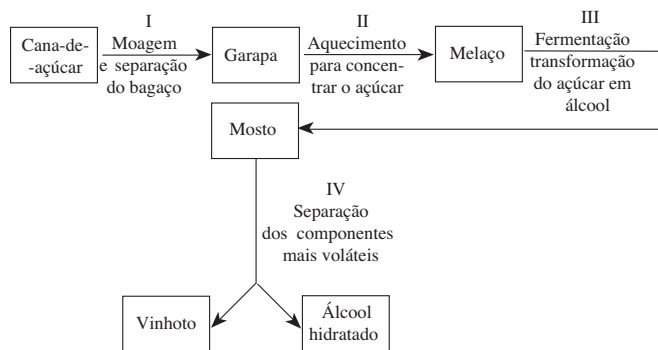 I
II
III
Cana-de-
-açúcar
Moagem
e separação
do bagaço
Garapa
Aquecimento
para concen-
trar o açúcar
Melaço
Fermentação
transformação
do açúcar em
álcool
Mosto
IV
Separação
dos componentes
mais voláteis
Vinhoto
Álcool
hidratado